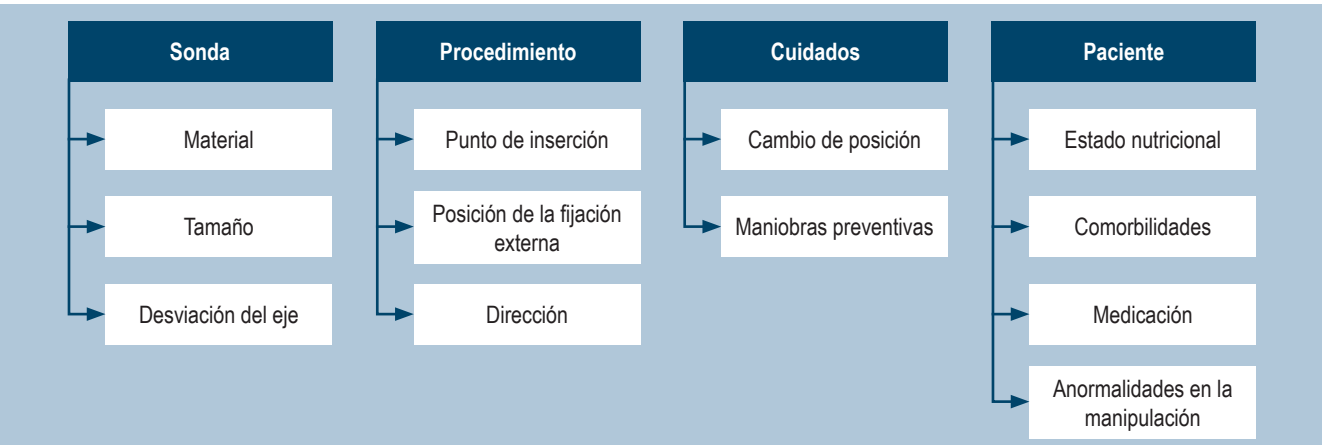 Sonda
Material
Tamaño
Desviación del eje
Procedimiento
Punto de inserción
Posición de la fijación
externa
Dirección
Cuidados
Cambio de posición
Maniobras preventivas
Paciente
Estado nutricional
Comorbilidades
Medicación
Anormalidades en la
manipulación